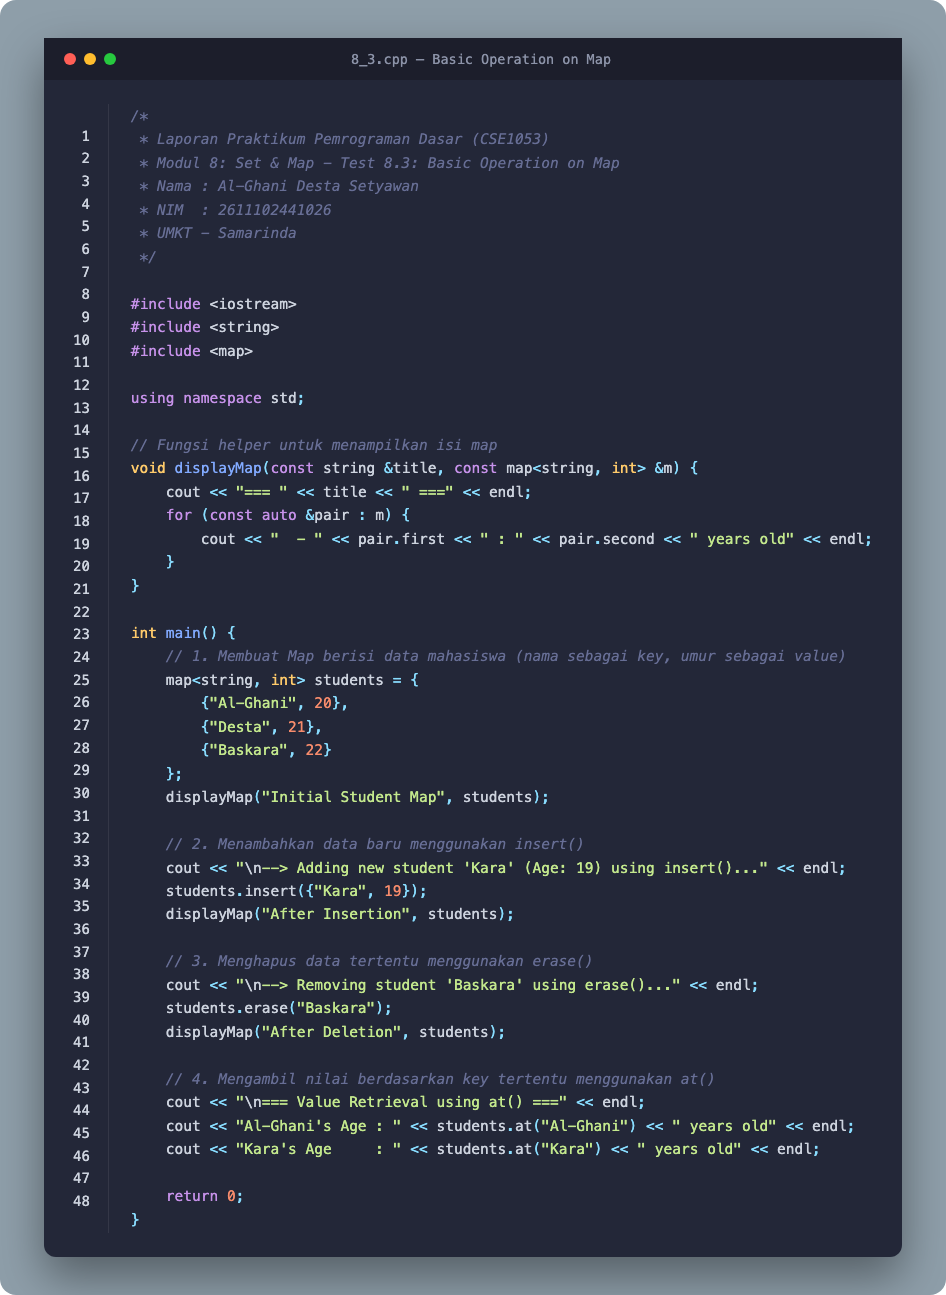 8_3.cpp — Basic Operation on Map
1 /*
2  * Laporan Praktikum Pemrograman Dasar (CSE1053)
3  * Modul 8: Set & Map - Test 8.3: Basic Operation on Map
4  * Nama : Al-Ghani Desta Setyawan
5  * NIM  : 2611102441026
6  * UMKT - Samarinda
7  */
8
9 #include <iostream>
10 #include <string>
11 #include <map>
12
13 using namespace std;
14
15 // Fungsi helper untuk menampilkan isi map
16 void displayMap(const string &title, const map<string, int> &m) {
17     cout << "=== " << title << " ===" << endl;
18     for (const auto &pair : m) {
19         cout << "  - " << pair.first << " : " << pair.second << " years old" << endl;
20     }
21 }
22
23 int main() {
24     // 1. Membuat Map berisi data mahasiswa (nama sebagai key, umur sebagai value)
25     map<string, int> students = {
26         {"Al-Ghani", 20},
27         {"Desta", 21},
28         {"Baskara", 22}
29     };
30     displayMap("Initial Student Map", students);
31
32     // 2. Menambahkan data baru menggunakan insert()
33     cout << "\n--> Adding new student 'Kara' (Age: 19) using insert()..." << endl;
34     students.insert({"Kara", 19});
35     displayMap("After Insertion", students);
36
37     // 3. Menghapus data tertentu menggunakan erase()
38     cout << "\n--> Removing student 'Baskara' using erase()..." << endl;
39     students.erase("Baskara");
40     displayMap("After Deletion", students);
41
42     // 4. Mengambil nilai berdasarkan key tertentu menggunakan at()
43     cout << "\n=== Value Retrieval using at() ===" << endl;
44     cout << "Al-Ghani's Age : " << students.at("Al-Ghani") << " years old" << endl;
45     cout << "Kara's Age     : " << students.at("Kara") << " years old" << endl;
46
47     return 0;
48 }